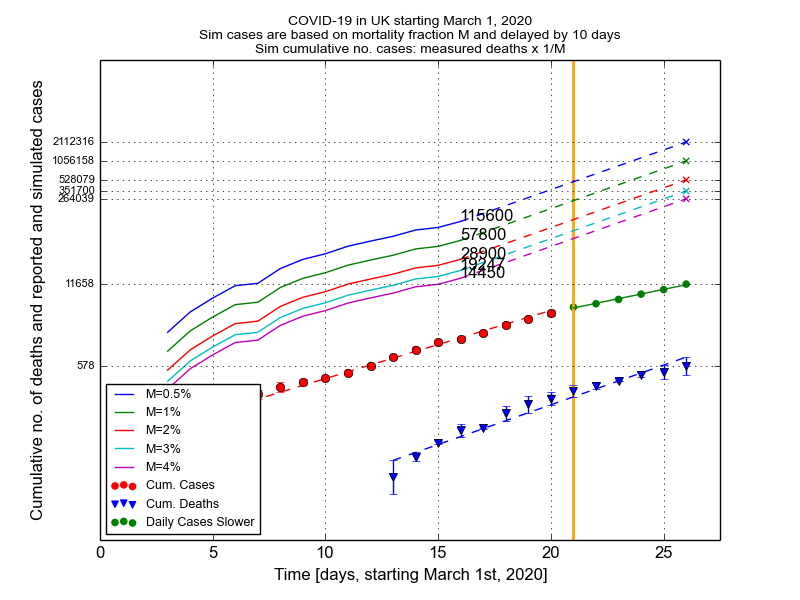 COVID-19 in UK starting March 1, 2020
Sim cases are based on mortality fraction M and delayed by 10 days
Sim cumulative no. cases: measured deaths x 1/M
Cumulative no. of deaths and reported and simulated cases
2112316
1056158
528079
351700
264039
11658
578
115600
57800
28900
19247
14450
M=0.5%
M=1%
M=2%
M=3%
M=4%
Cum. Cases
Cum. Deaths
Daily Cases Slower
0 5 10 15 20 25
Time [days, starting March 1st, 2020]